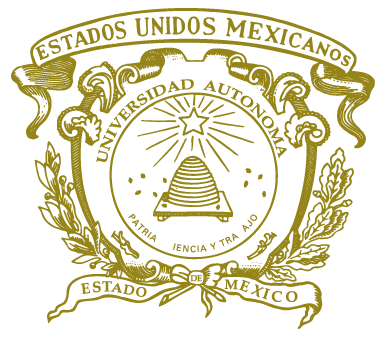 ESTADOS UNIDOS MEXICANOS
UNIVERSIDAD AUTONOMA
PATRIA IENCIA Y TRA AJO
ESTADO DE MEXICO